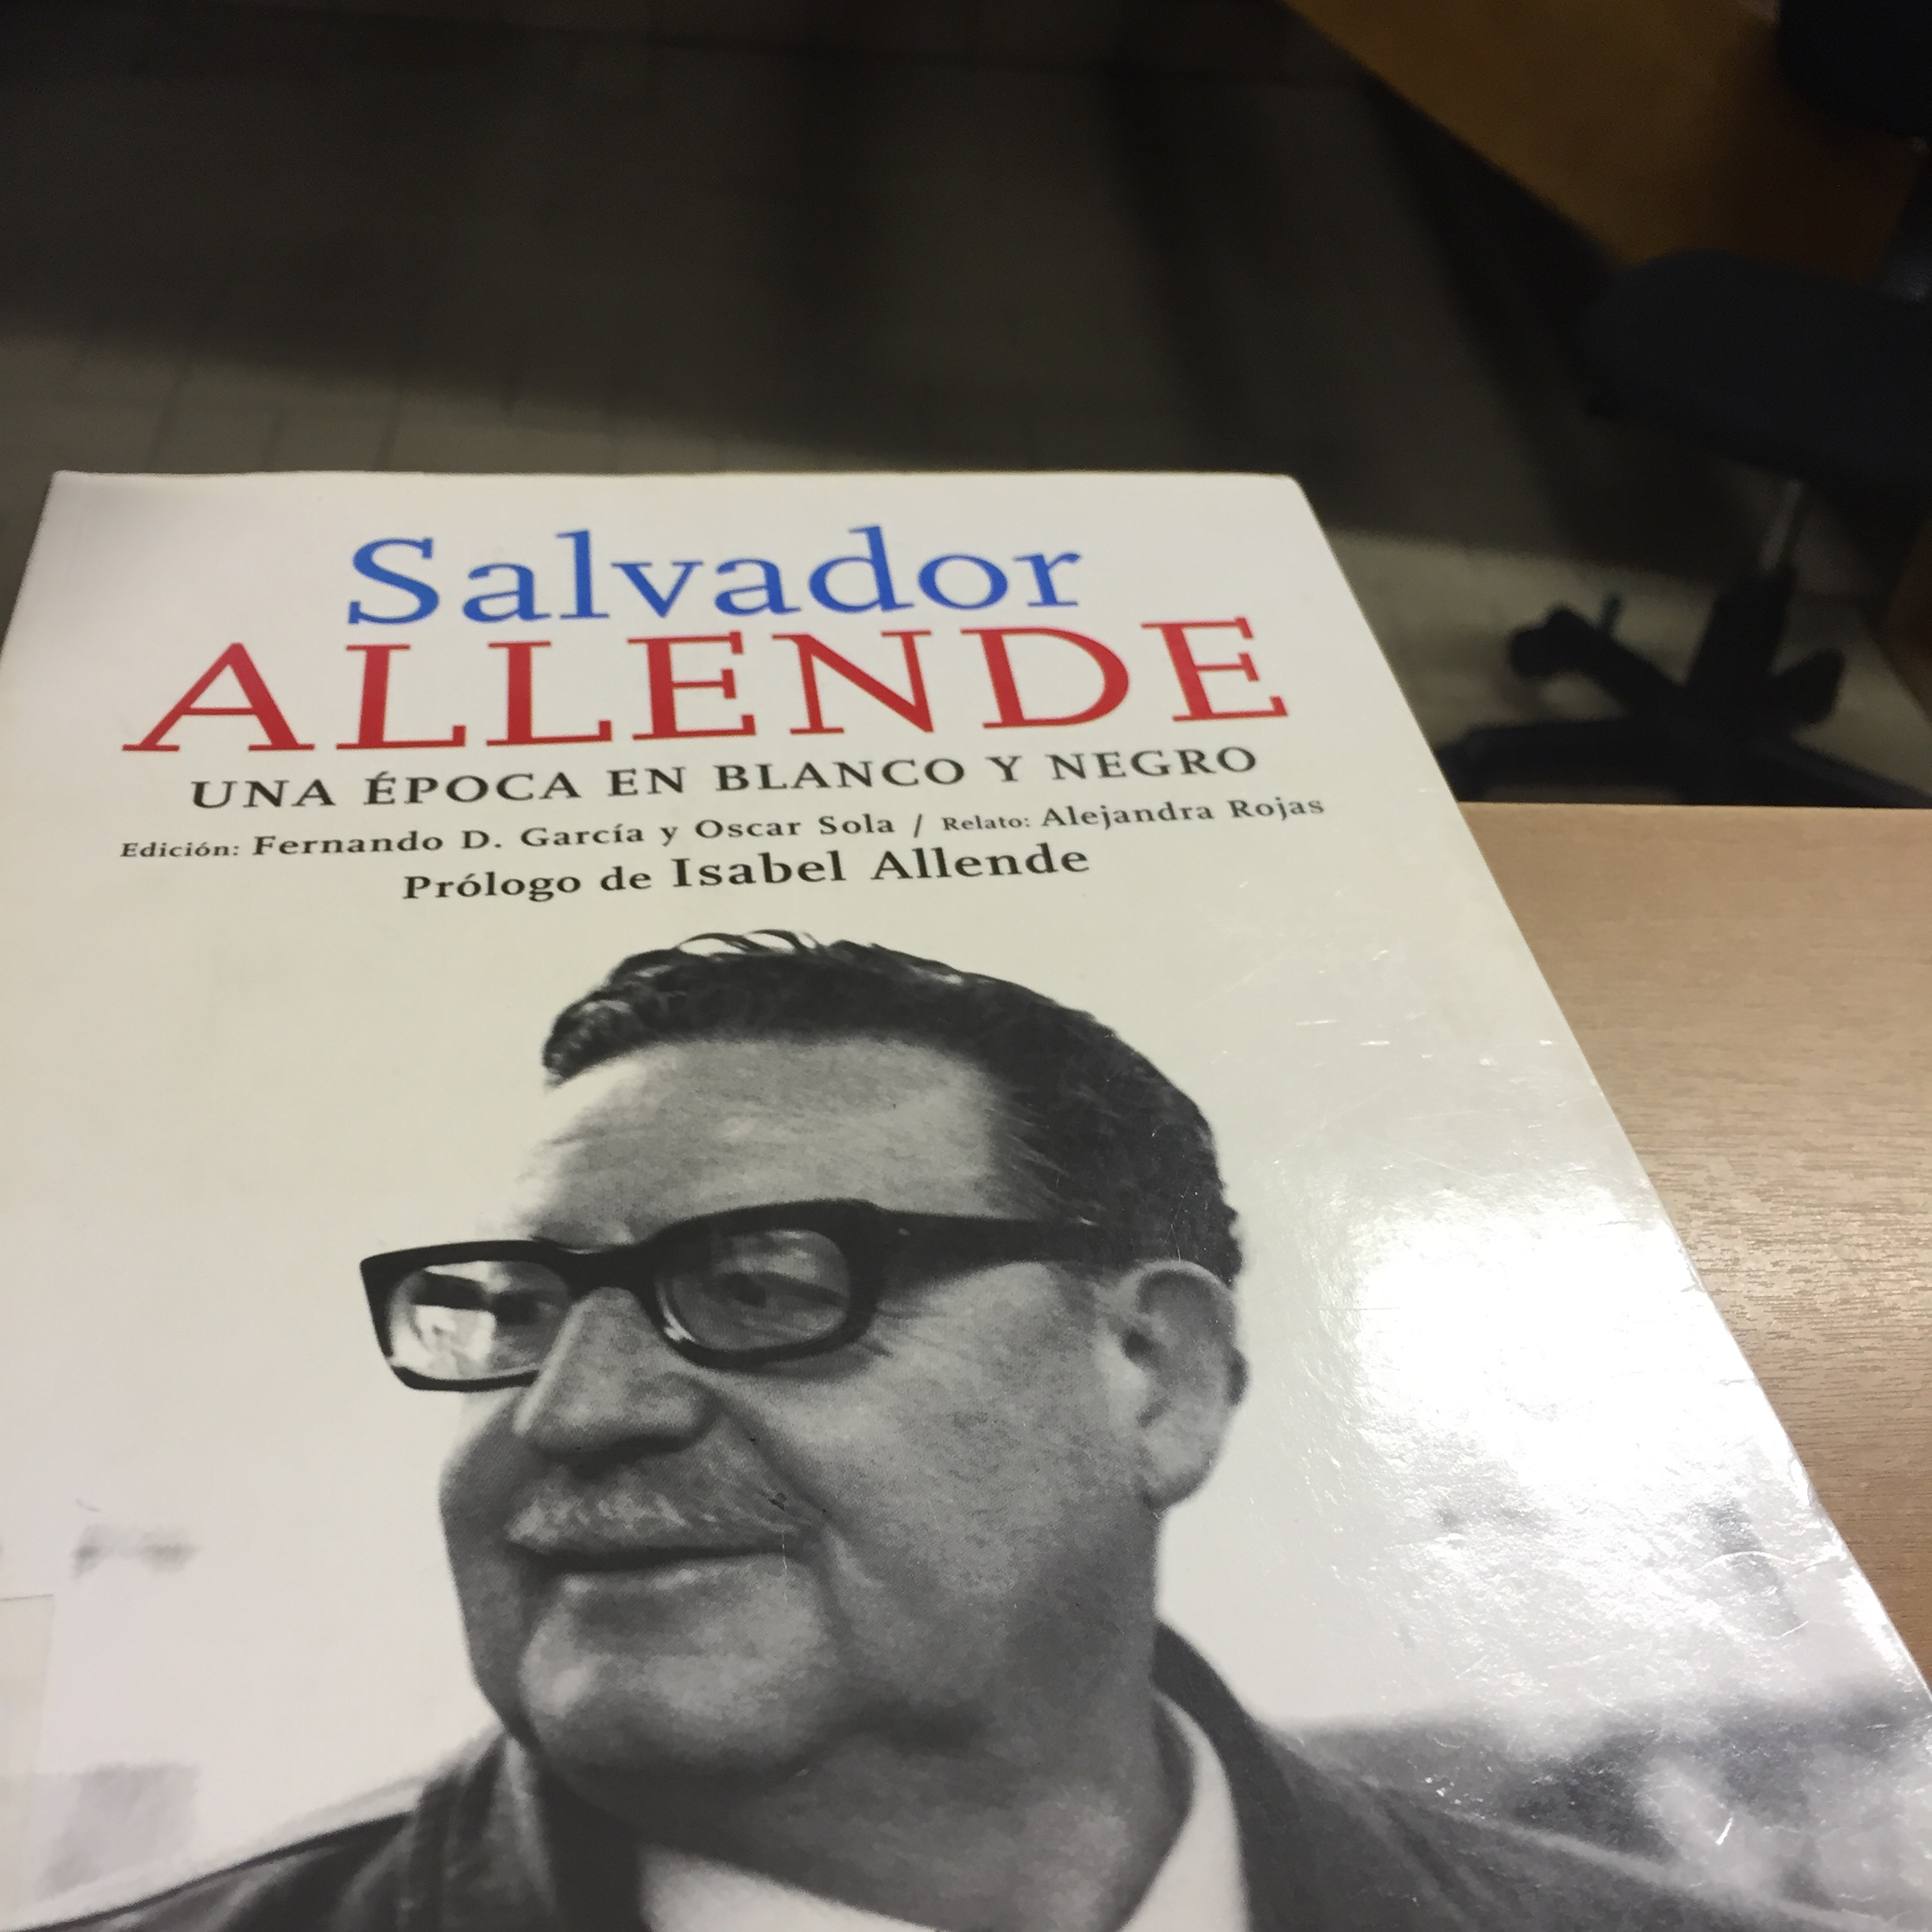 Salvador
ALLENDE
UNA ÉPOCA EN BLANCO Y NEGRO
Edición: Fernando D. García y Oscar Sola / Relato: Alejandra Rojas
Prólogo de Isabel Allende